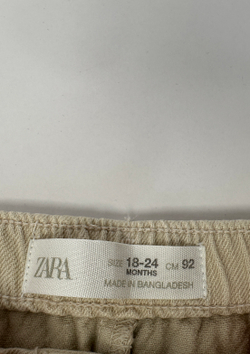 ZARA
SIZE 18-24 CM 92
MONTHS
MADE IN BANGLADESH